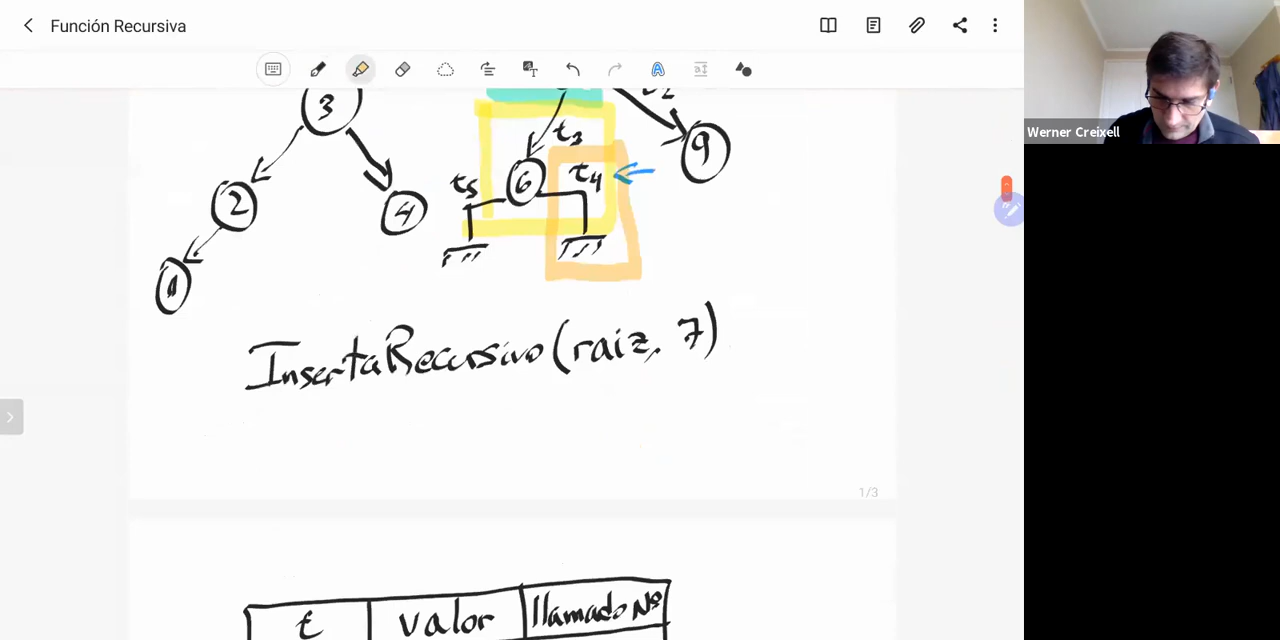 Función Recursiva
Werner Creixell
3
9
t3
6
t4
t5
2
4
1
InsertaRecursivo(raiz, 7)
1/3
t valor llamado Nº